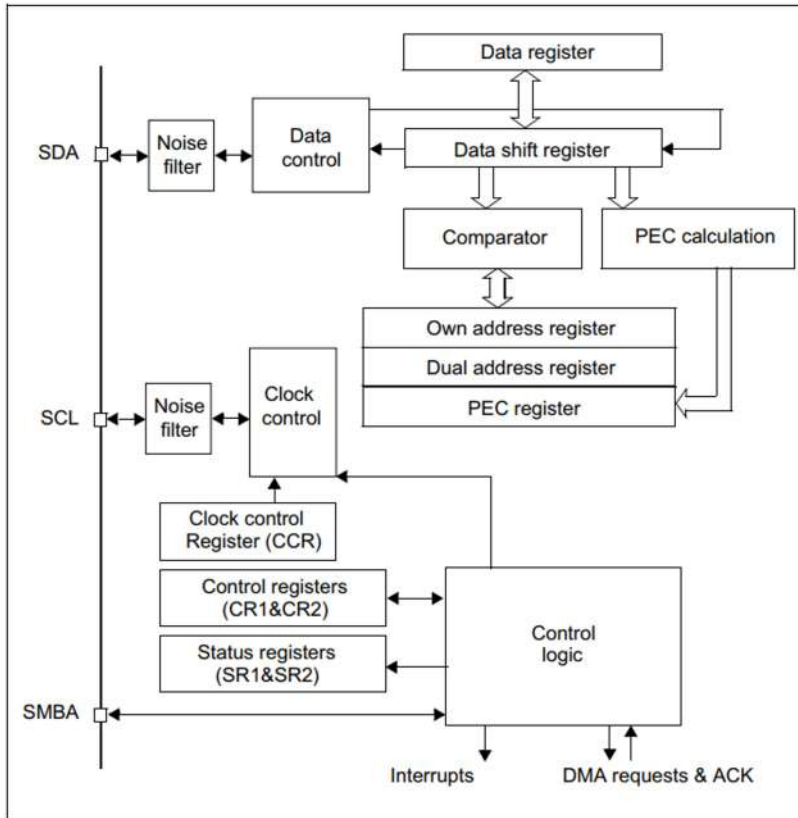 Data register
SDA
Noise
filter
Data
control
Data shift register
Comparator
PEC calculation
Own address register
Dual address register
PEC register
SCL
Noise
filter
Clock
control
Clock control
Register (CCR)
Control registers
(CR1&CR2)
Status registers
(SR1&SR2)
Control
logic
SMBA
Interrupts
DMA requests & ACK